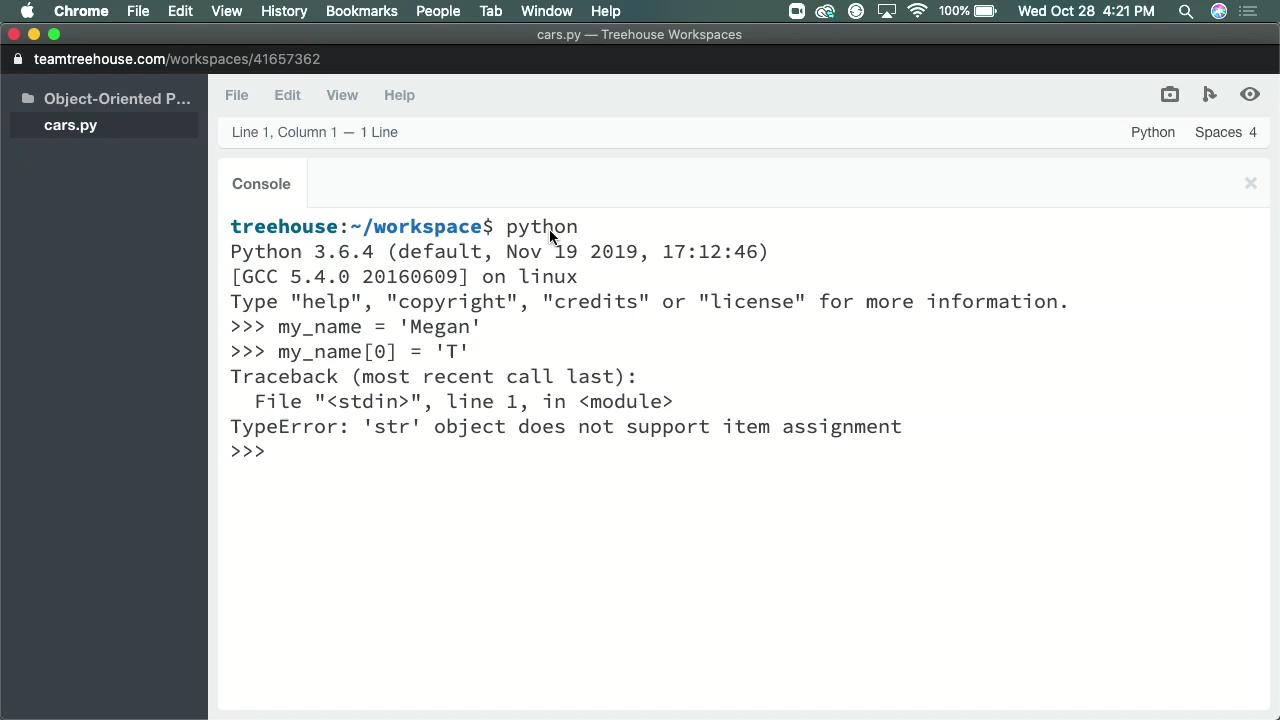 Chrome File Edit View History Bookmarks People Tab Window Help 100% Wed Oct 28 4:21 PM
cars.py — Treehouse Workspaces
teamtreehouse.com/workspaces/41657362
Object-Oriented P...
cars.py
File Edit View Help
Line 1, Column 1 — 1 Line Python Spaces 4
Console
treehouse:~/workspace$ python
Python 3.6.4 (default, Nov 19 2019, 17:12:46)
[GCC 5.4.0 20160609] on linux
Type "help", "copyright", "credits" or "license" for more information.
>>> my_name = 'Megan'
>>> my_name[0] = 'T'
Traceback (most recent call last):
  File "<stdin>", line 1, in <module>
TypeError: 'str' object does not support item assignment
>>>